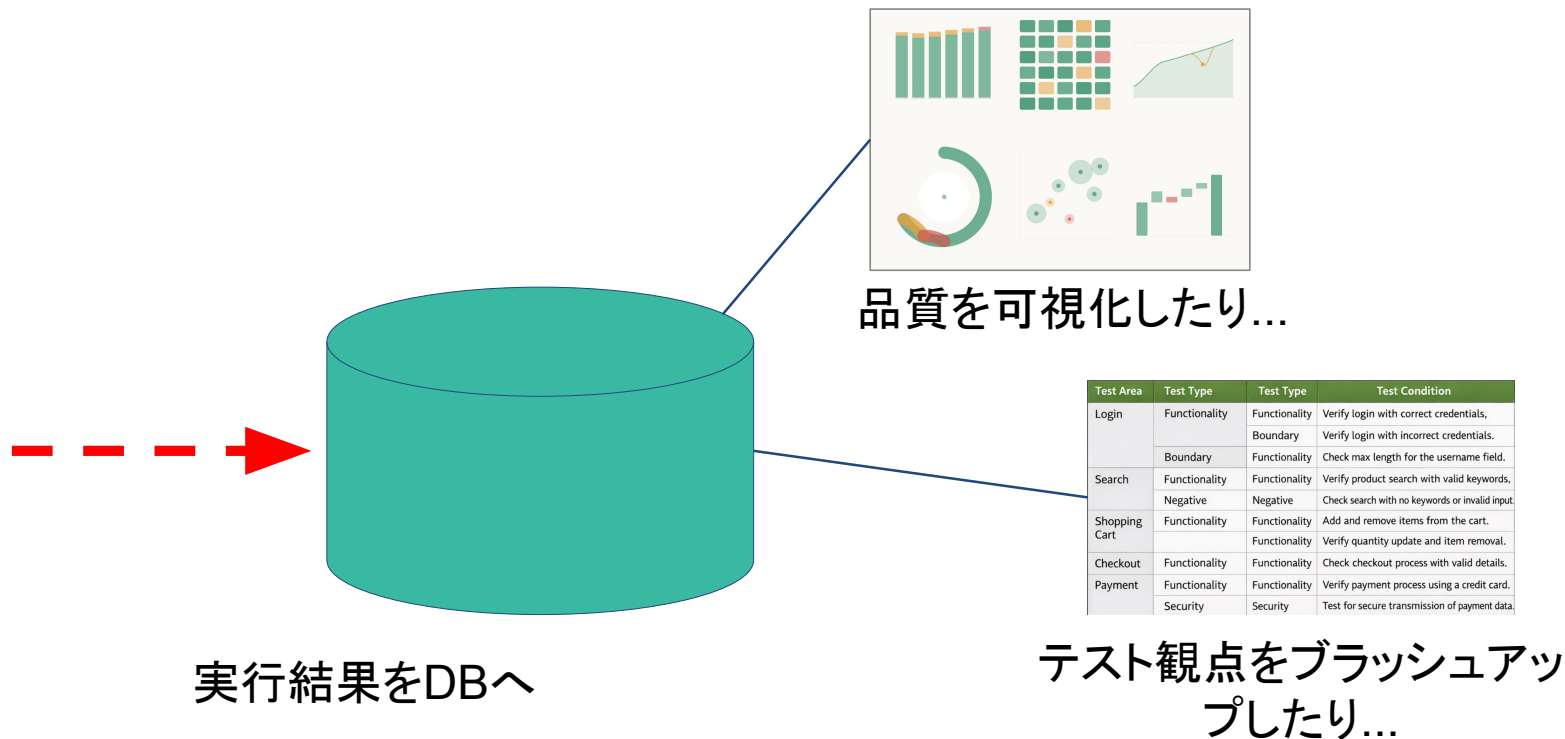 品質を可視化したり...
Test Area Test Type Test Type Test Condition
Login Functionality Functionality Verify login with correct credentials,
Boundary Verify login with incorrect credentials.
Boundary Functionality Check max length for the username field.
Search Functionality Functionality Verify product search with valid keywords,
Negative Negative Check search with no keywords or invalid input.
Shopping Cart Functionality Functionality Add and remove items from the cart.
Functionality Verify quantity update and item removal.
Checkout Functionality Functionality Check checkout process with valid details.
Payment Functionality Functionality Verify payment process using a credit card.
Security Security Test for secure transmission of payment data.
実行結果をDBへ
テスト観点をブラッシュアッ
プしたり...